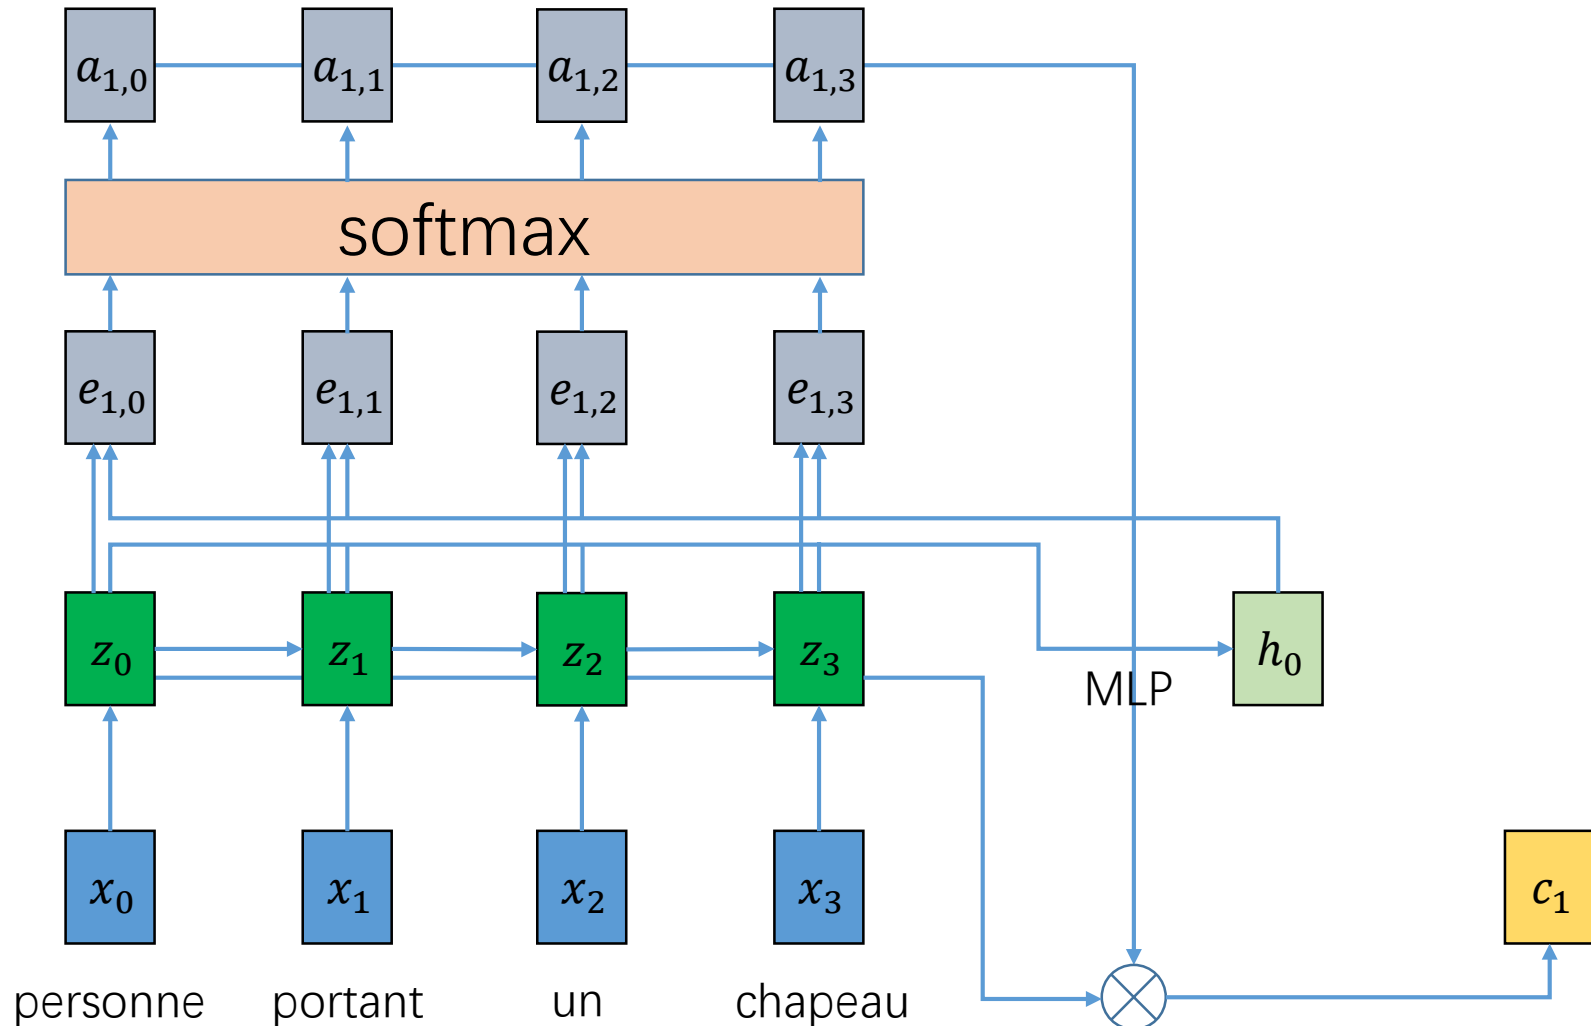 a1,0 a1,1 a1,2 a1,3
softmax
e1,0 e1,1 e1,2 e1,3
z0 z1 z2 z3 h0
MLP
x0 x1 x2 x3 c1
personne portant un chapeau